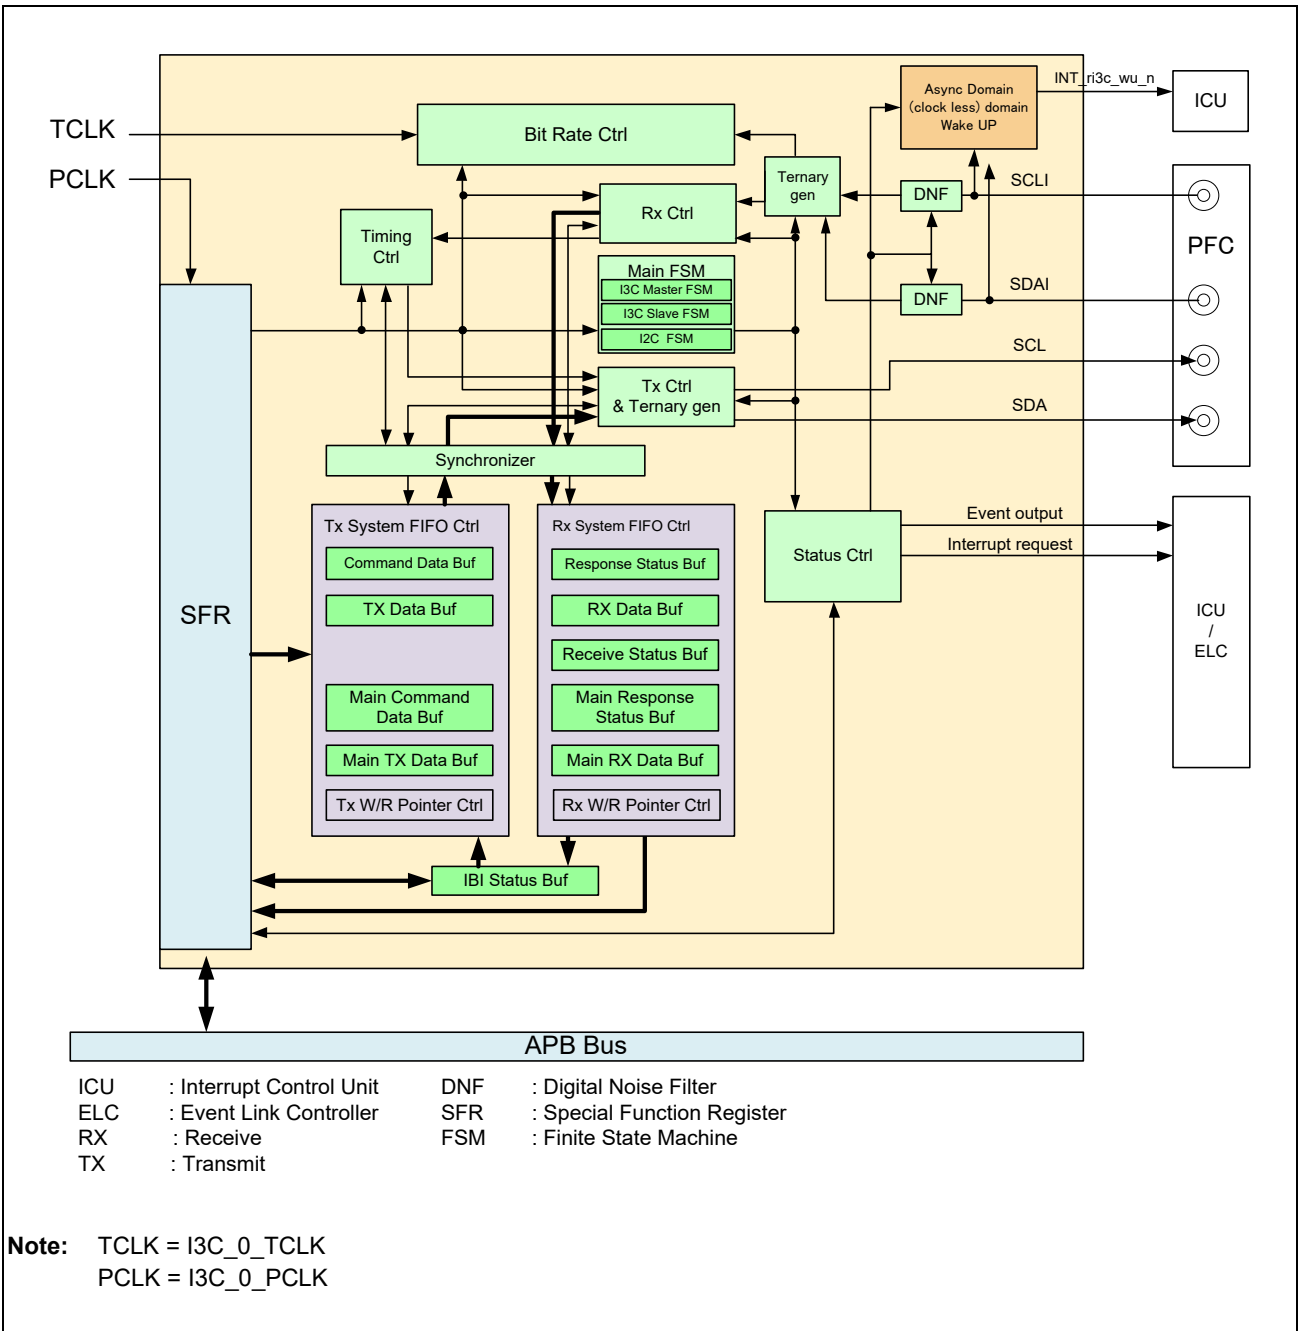 TCLK
PCLK
Bit Rate Ctrl
Async Domain
(clock less) domain
Wake UP
INT_ri3c_wu_n
ICU
Ternary
gen
Rx Ctrl
Timing
Ctrl
DNF
SCLI
PFC
Main FSM
I3C Master FSM
I3C Slave FSM
I2C FSM
DNF
SDAI
SCL
Tx Ctrl
& Ternary gen
SDA
Synchronizer
SFR
Tx System FIFO Ctrl
Command Data Buf
TX Data Buf
Main Command
Data Buf
Main TX Data Buf
Tx W/R Pointer Ctrl
Rx System FIFO Ctrl
Response Status Buf
RX Data Buf
Receive Status Buf
Main Response
Status Buf
Main RX Data Buf
Rx W/R Pointer Ctrl
Status Ctrl
Event output
Interrupt request
ICU
/
ELC
IBI Status Buf
APB Bus
ICU : Interrupt Control Unit
ELC : Event Link Controller
RX : Receive
TX : Transmit
DNF : Digital Noise Filter
SFR : Special Function Register
FSM : Finite State Machine
Note: TCLK = I3C_0_TCLK
PCLK = I3C_0_PCLK